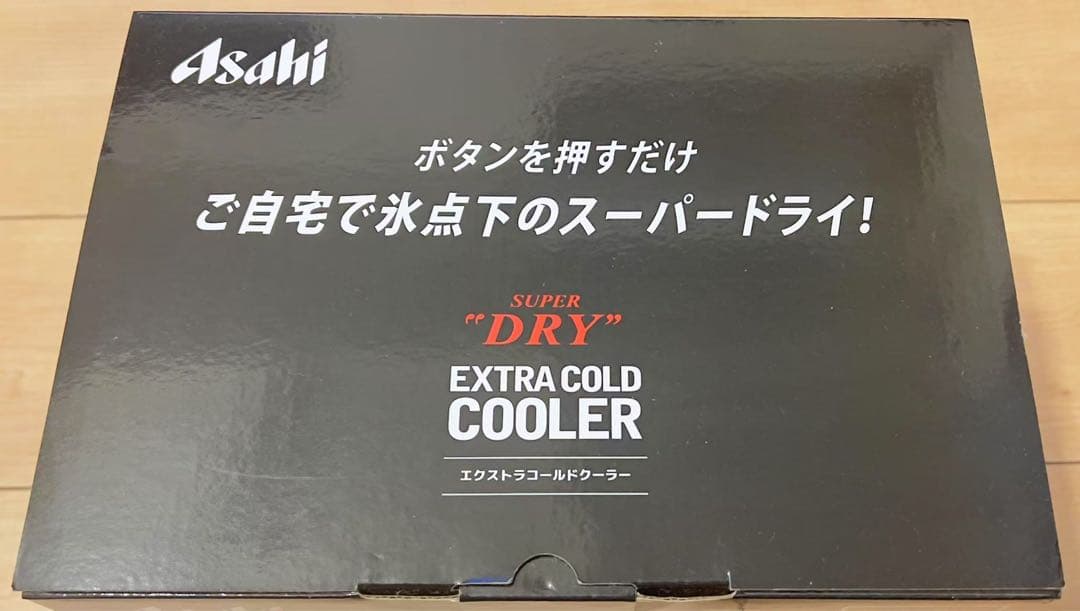 Asahi
ボタンを押すだけ
ご自宅で氷点下のスーパードライ!
SUPER
"DRY"
EXTRA COLD
COOLER
エクストラコールドクーラー